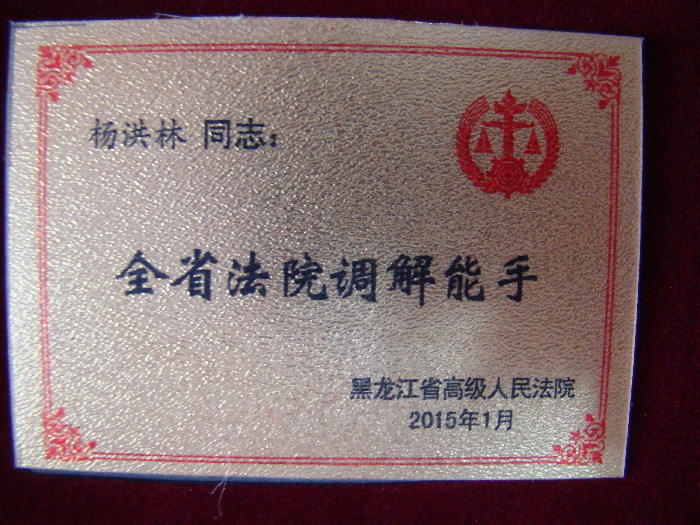 杨洪林 同志：
全省法院调解能手
黑龙江省高级人民法院
2015年1月